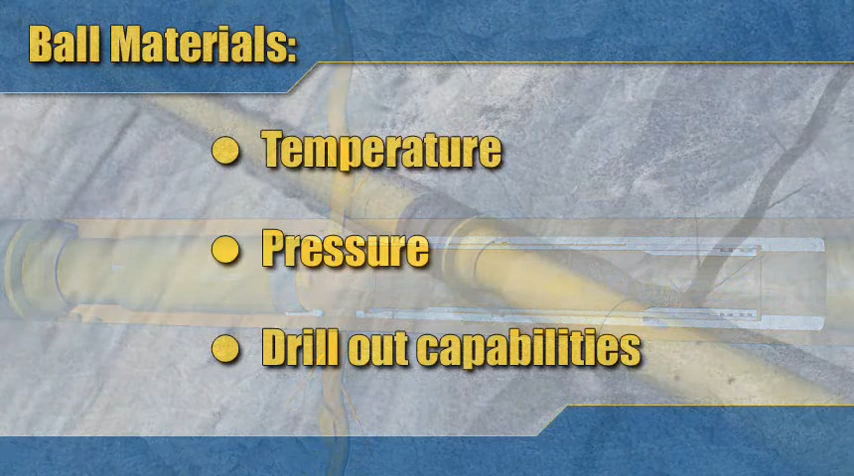 Ball Materials:
Temperature
Pressure
Drill out capabilities